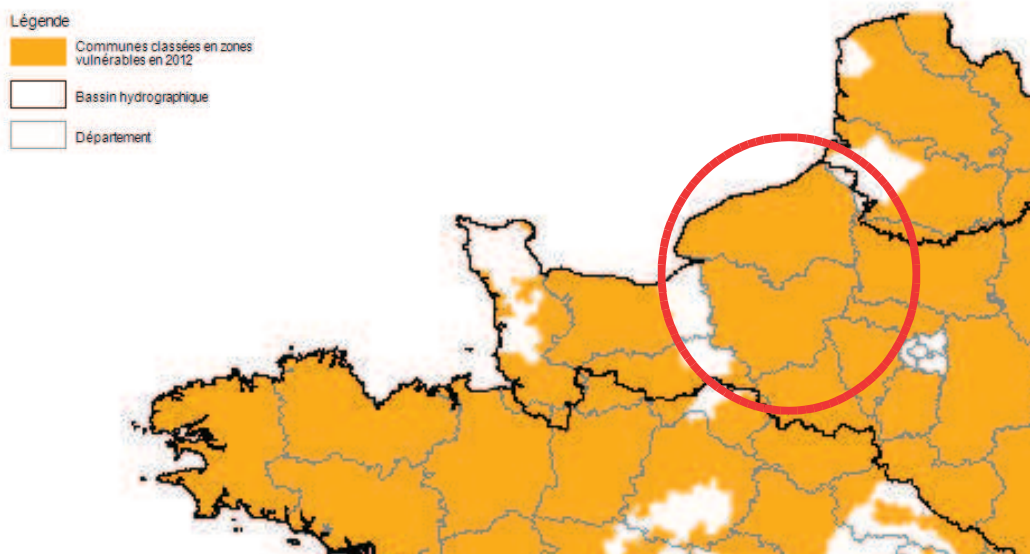 Légende
Communes classées en zones
vulnérables en 2012
Bassin hydrographique
Département